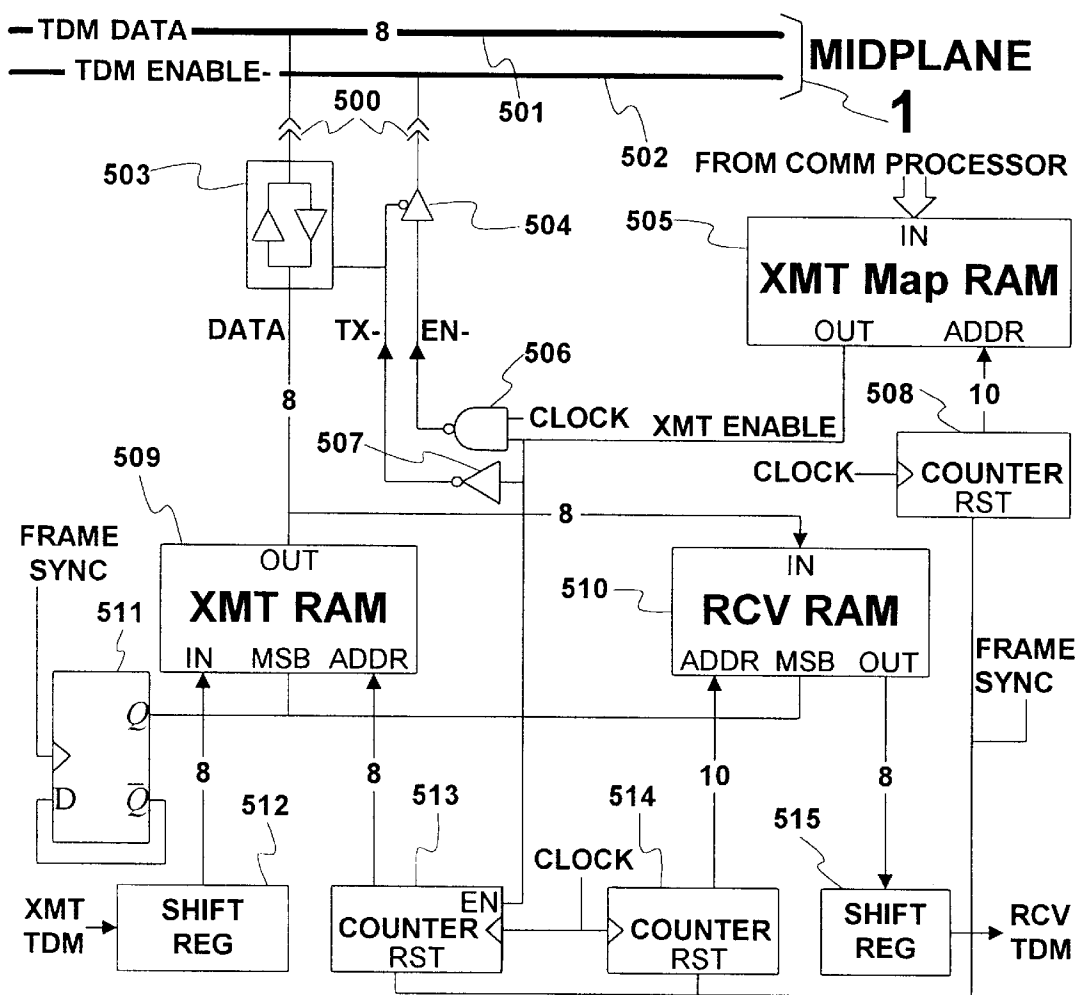 TDM DATA 8
TDM ENABLE-
MIDPLANE
1
501
502
500
503
504
FROM COMM PROCESSOR
505
IN
XMT Map RAM
OUT ADDR
DATA TX- EN-
506
10
508
8
CLOCK
XMT ENABLE
507
CLOCK
COUNTER
RST
509
8
FRAME
SYNC
OUT
XMT RAM
IN MSB ADDR
IN
510
RCV RAM
ADDR MSB OUT
511
FRAME
SYNC
Q
D Q̅
8
8
10
8
512
513
514
515
CLOCK
XMT
TDM
SHIFT
REG
EN
COUNTER
RST
COUNTER
RST
SHIFT
REG
RCV
TDM